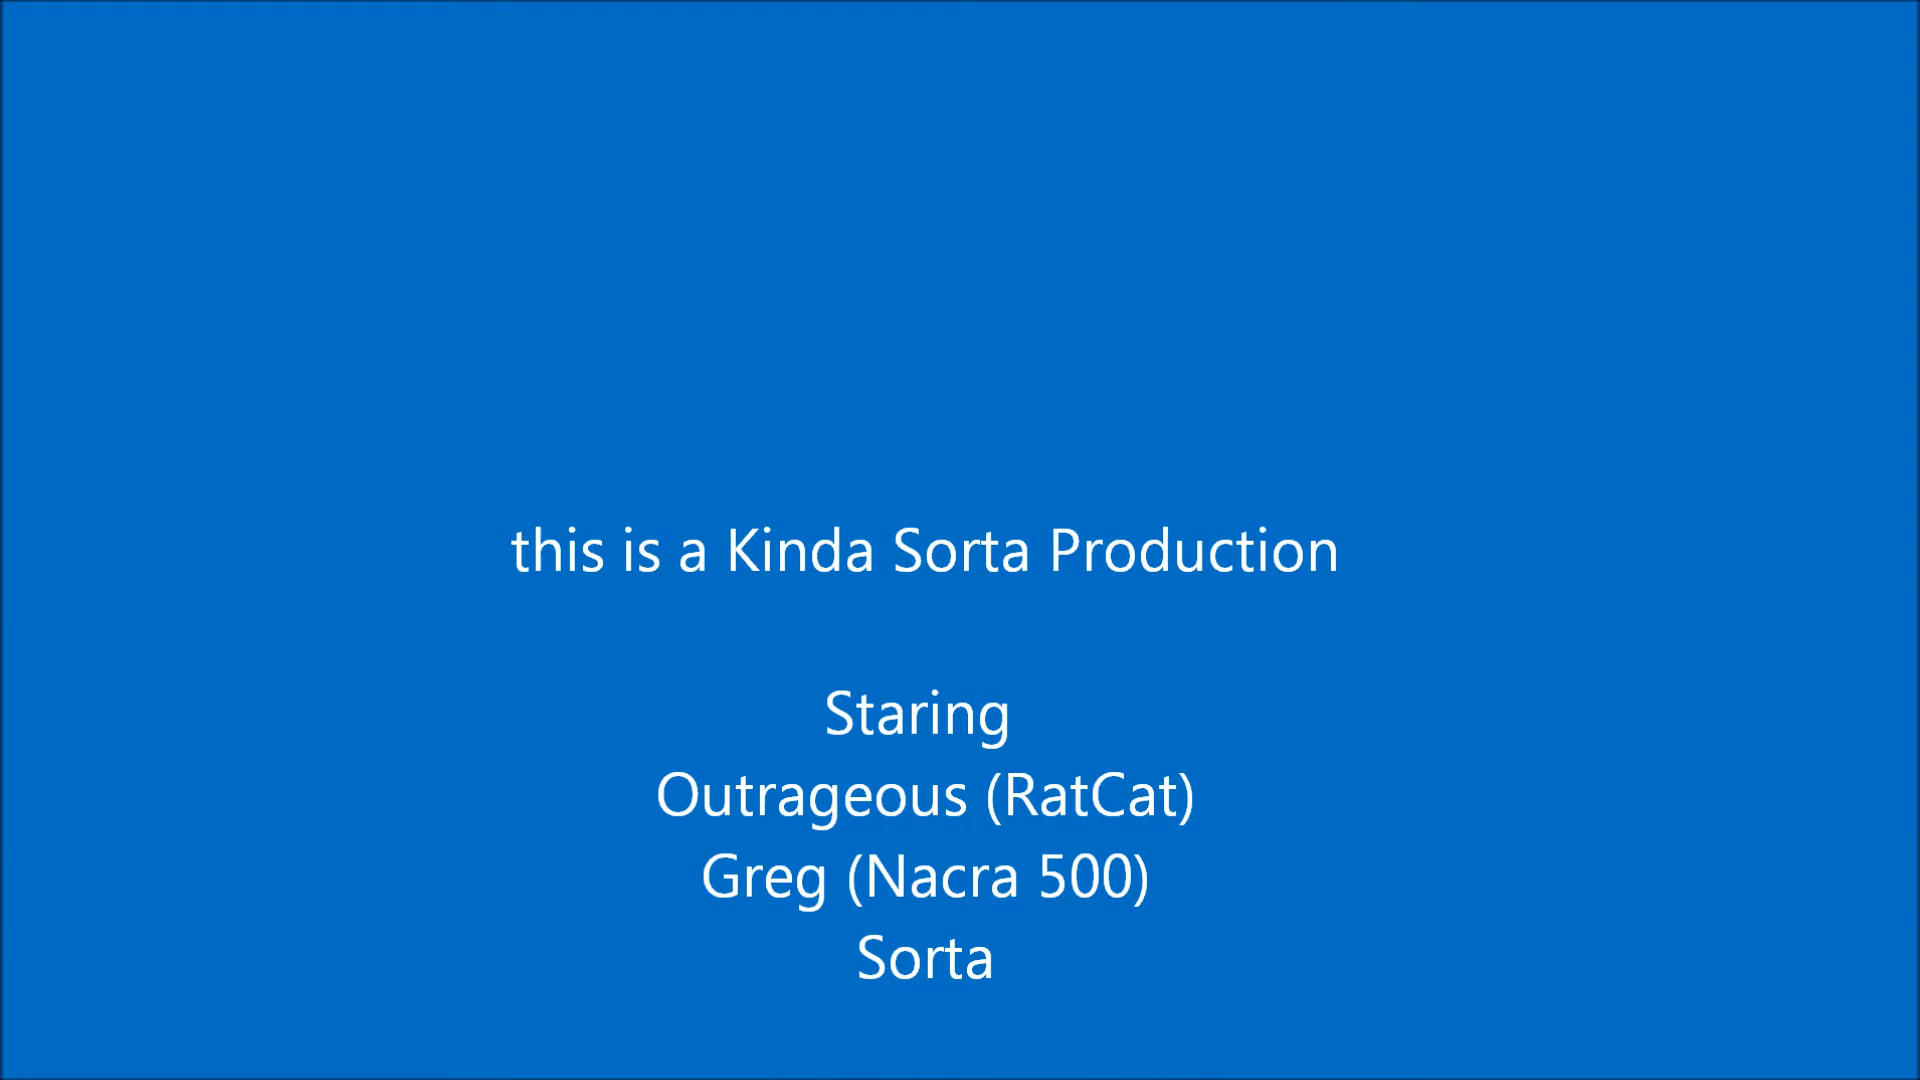 this is a Kinda Sorta Production
Staring
Outrageous (RatCat)
Greg (Nacra 500)
Sorta